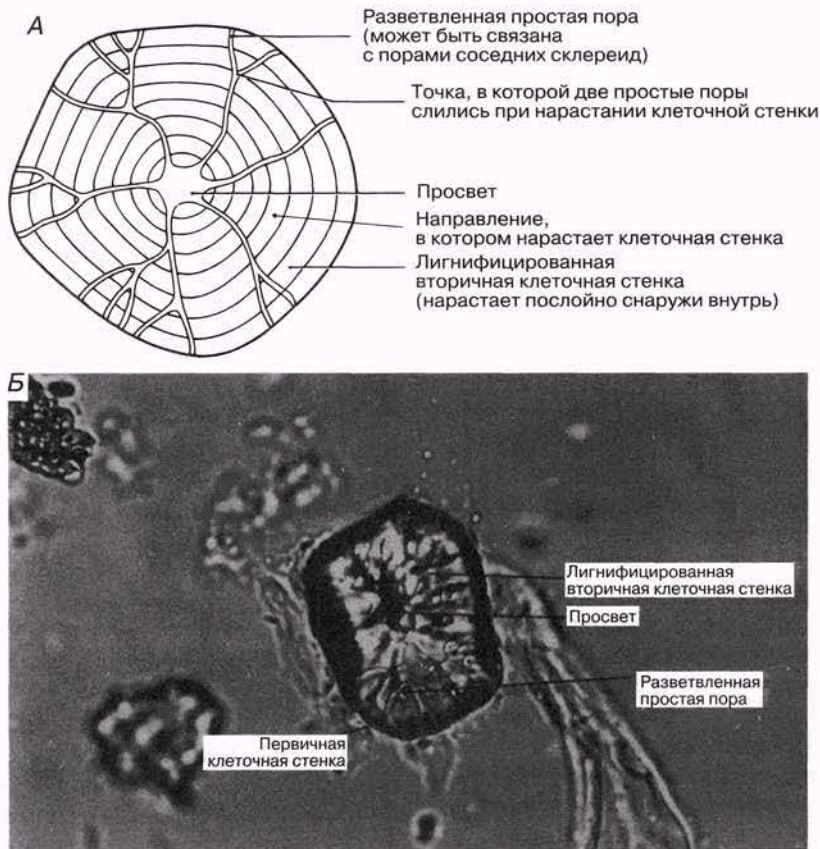 А
Разветвленная простая пора
(может быть связана
с порами соседних склереид)
Точка, в которой две простые поры
слились при нарастании клеточной стенки
Просвет
Направление,
в котором нарастает клеточная стенка
Лигнифицированная
вторичная клеточная стенка
(нарастает послойно снаружи внутрь)
Б
Лигнифицированная
вторичная клеточная стенка
Просвет
Разветвленная
простая пора
Первичная
клеточная стенка